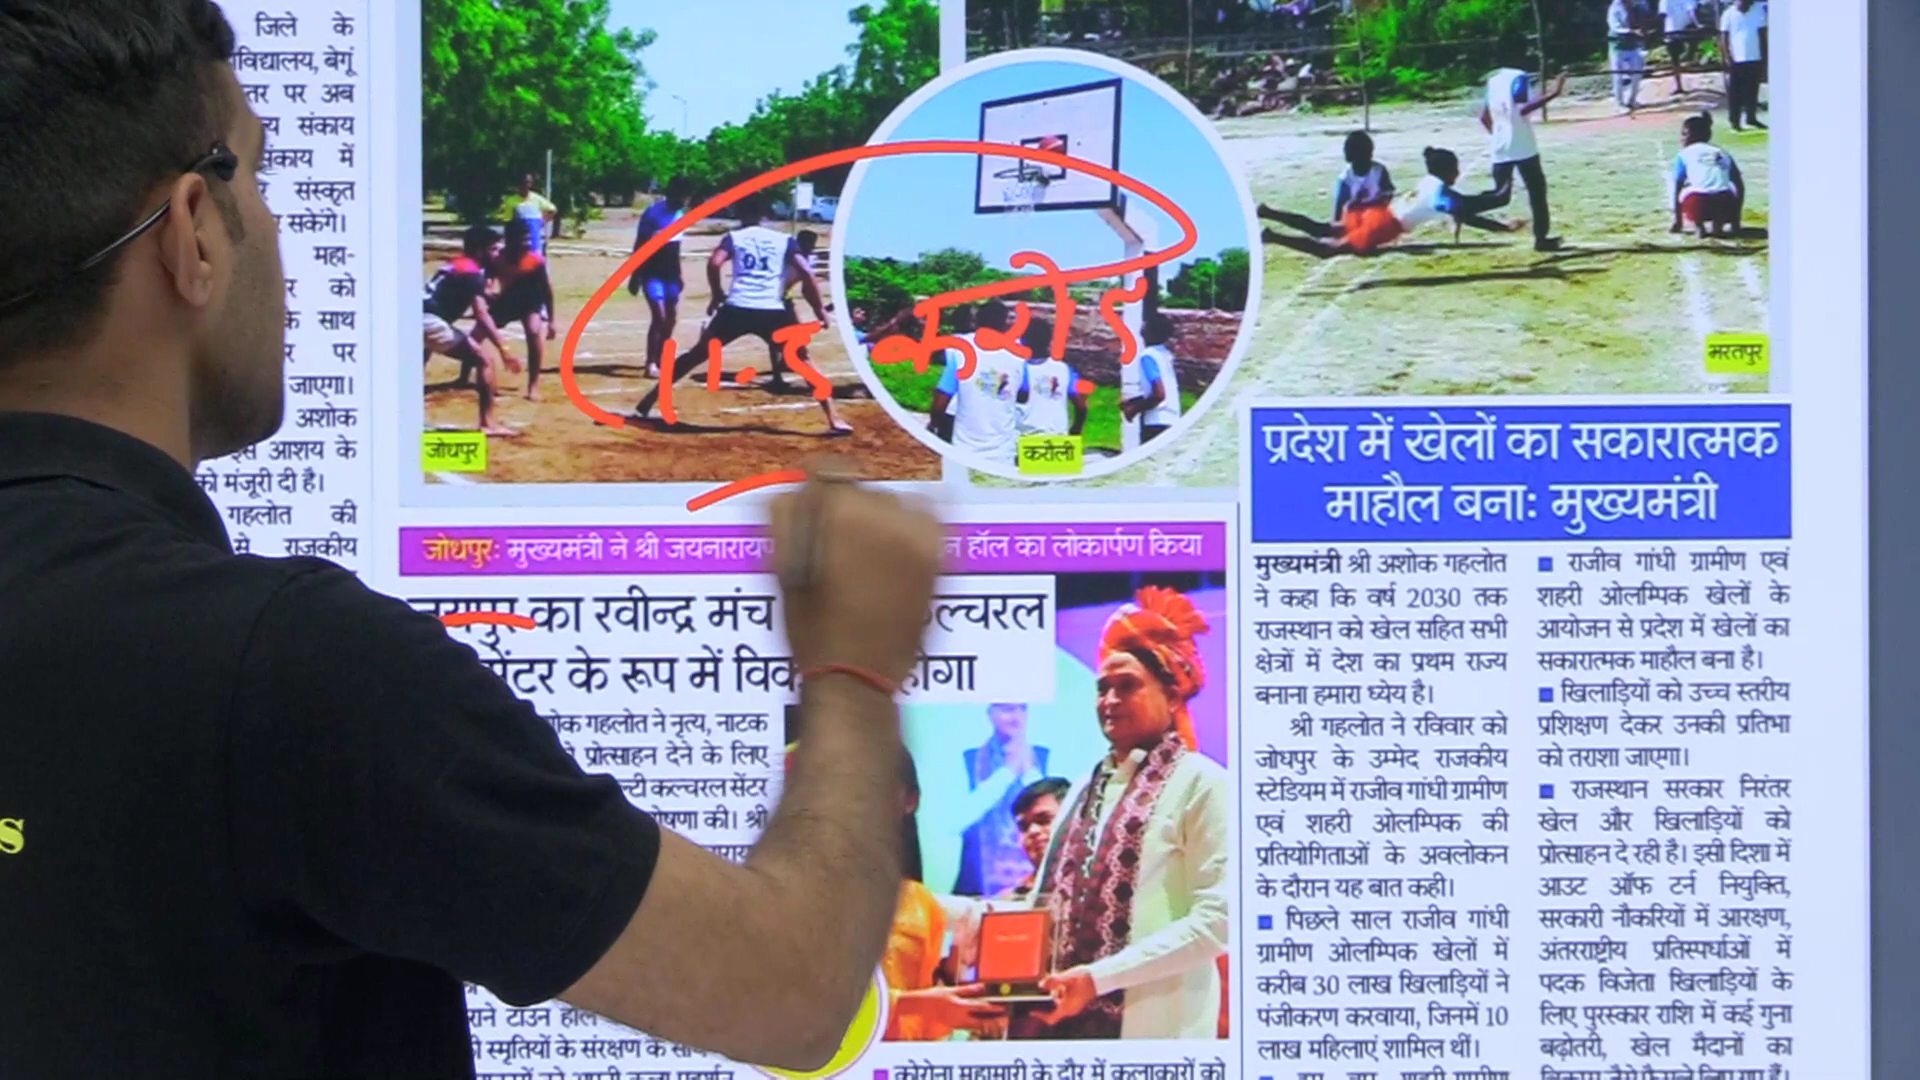 जिले के
विद्यालय, बेगूं
तर पर अब
संकाय
संकाय में
संस्कृत
सकेंगे।
महा-
को
के साथ
पर
जाएगा।
अशोक
आशय के
को मंजूरी दी है।
गहलोत की
से राजकीय
जोधपुर
करौली
भरतपुर
11.5 करोड़
जोधपुर: मुख्यमंत्री ने श्री जयनारायण न हॉल का लोकार्पण किया
जयपुर का रवीन्द्र मंच ल्चरल
सेंटर के रूप में विक होगा
ोक गहलोत ने नृत्य, नाटक
प्रोत्साहन देने के लिए
ल्टी कल्चरल सेंटर
घोषणा की। श्री
राने टाउन हॉल
स्मृतियों के संरक्षण के साथ
कोरोना महामारी के दौर में कलाकारों को
प्रदेश में खेलों का सकारात्मक
माहौल बना: मुख्यमंत्री
मुख्यमंत्री श्री अशोक गहलोत
ने कहा कि वर्ष 2030 तक
राजस्थान को खेल सहित सभी
क्षेत्रों में देश का प्रथम राज्य
बनाना हमारा ध्येय है।
श्री गहलोत ने रविवार को
जोधपुर के उम्मेद राजकीय
स्टेडियम में राजीव गांधी ग्रामीण
एवं शहरी ओलम्पिक की
प्रतियोगिताओं के अवलोकन
के दौरान यह बात कही।
■ पिछले साल राजीव गांधी
ग्रामीण ओलम्पिक खेलों में
करीब 30 लाख खिलाड़ियों ने
पंजीकरण करवाया, जिनमें 10
लाख महिलाएं शामिल थीं।
■ राजीव गांधी ग्रामीण एवं
शहरी ओलम्पिक खेलों के
आयोजन से प्रदेश में खेलों का
सकारात्मक माहौल बना है।
■ खिलाड़ियों को उच्च स्तरीय
प्रशिक्षण देकर उनकी प्रतिभा
को तराशा जाएगा।
■ राजस्थान सरकार निरंतर
खेल और खिलाड़ियों को
प्रोत्साहन दे रही है। इसी दिशा में
आउट ऑफ टर्न नियुक्ति,
सरकारी नौकरियों में आरक्षण,
अंतरराष्ट्रीय प्रतिस्पर्धाओं में
पदक विजेता खिलाड़ियों के
लिए पुरस्कार राशि में कई गुना
बढ़ोतरी, खेल मैदानों का